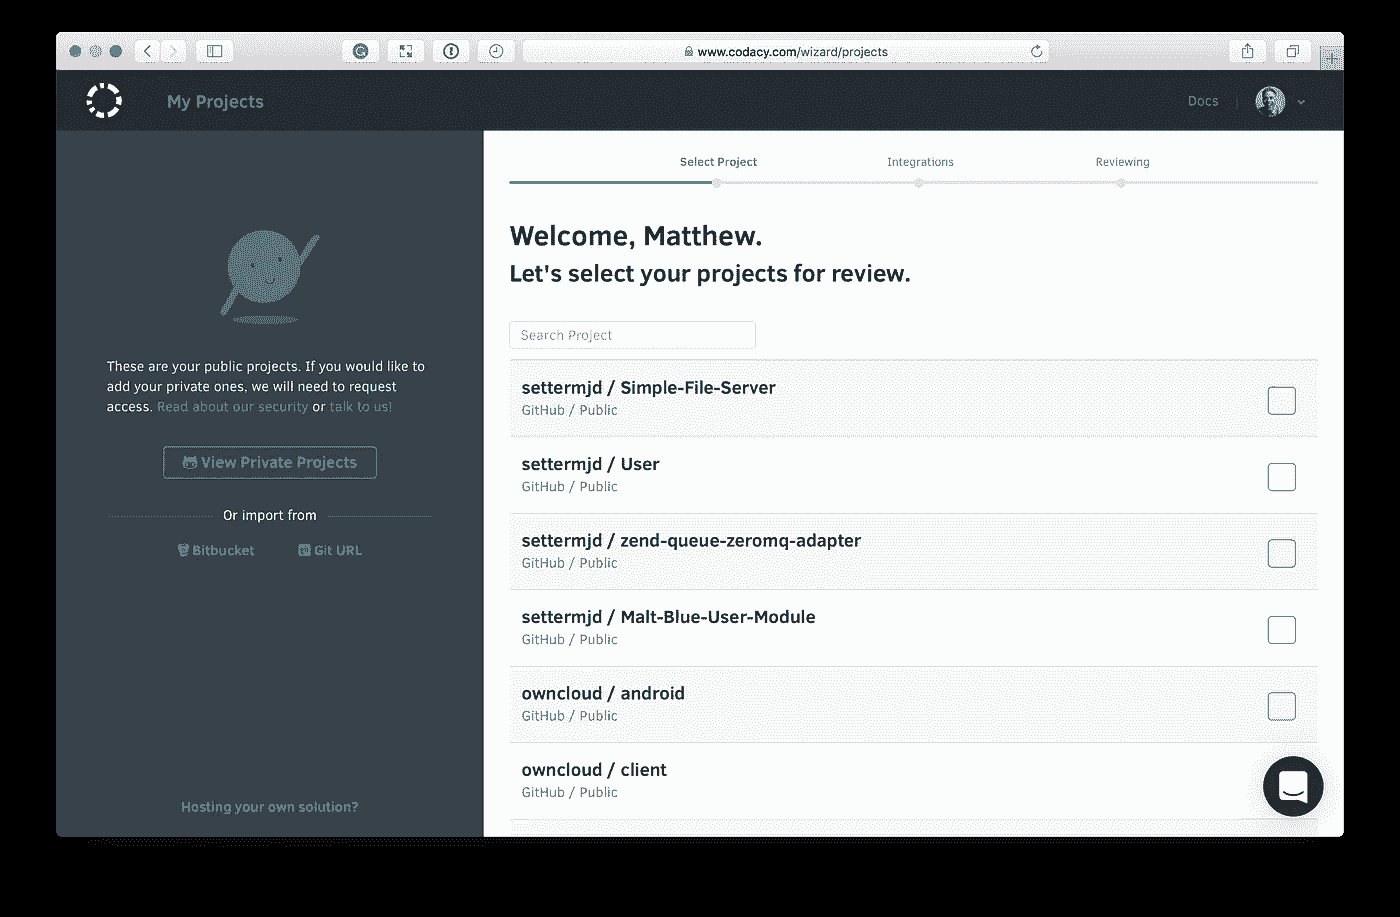 www.codacy.com/wizard/projects
My Projects
Docs
Select Project
Integrations
Reviewing
Welcome, Matthew.
Let's select your projects for review.
Search Project
These are your public projects. If you would like to
add your private ones, we will need to request
access. Read about our security or talk to us!
View Private Projects
Or import from
Bitbucket
Git URL
Hosting your own solution?
settermjd / Simple-File-Server
GitHub / Public
settermjd / User
GitHub / Public
settermjd / zend-queue-zeromq-adapter
GitHub / Public
settermjd / Malt-Blue-User-Module
GitHub / Public
owncloud / android
GitHub / Public
owncloud / client
GitHub / Public